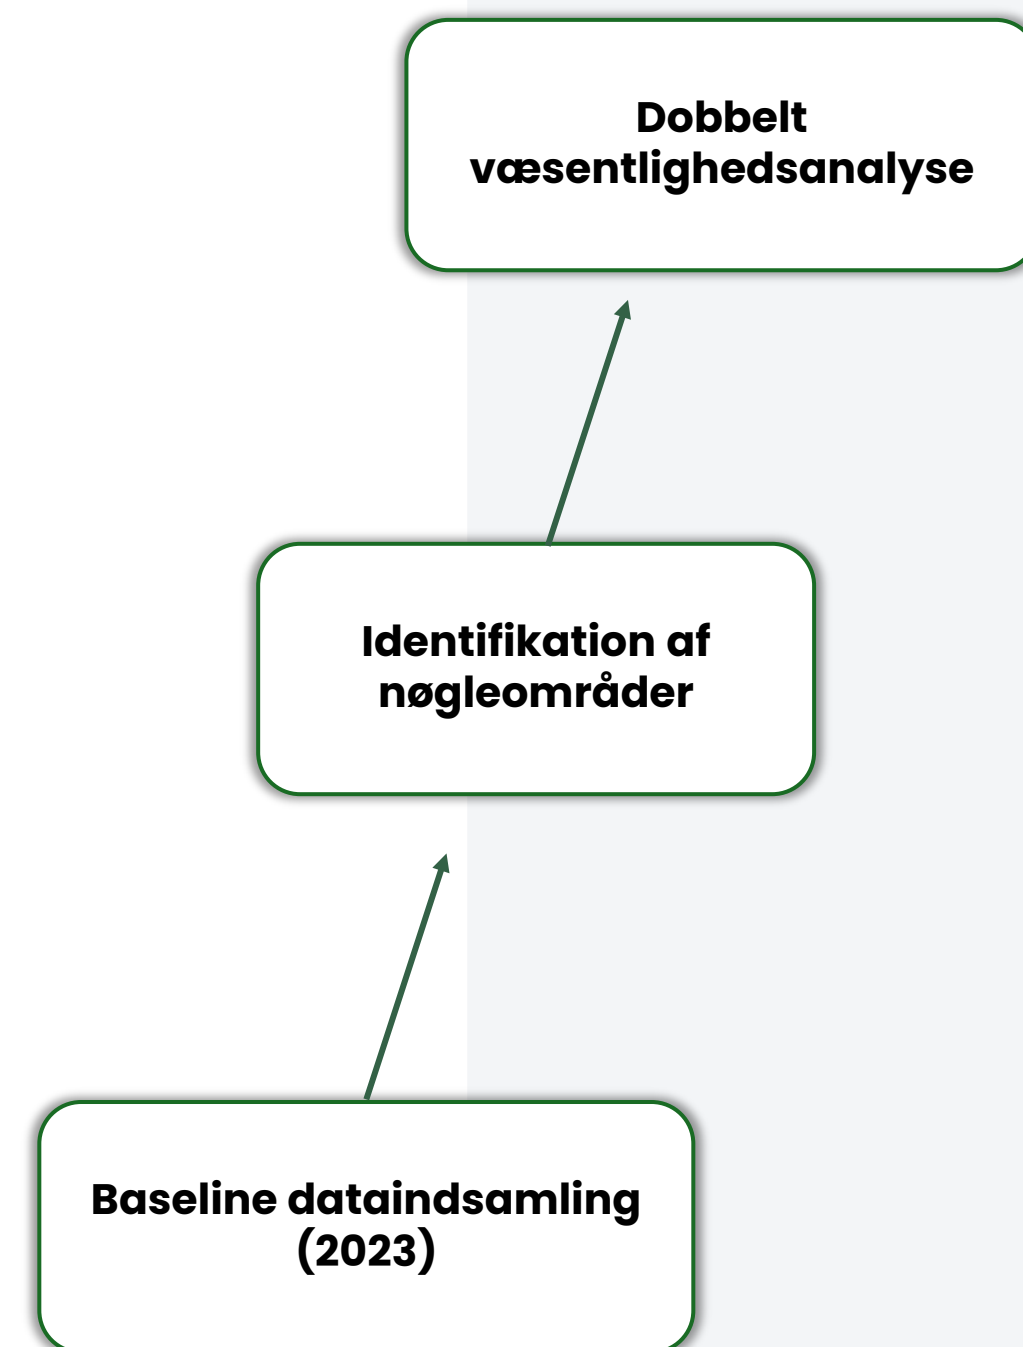 Dobbelt
væsentlighedsanalyse
Identifikation af
nøgleområder
Baseline dataindsamling
(2023)